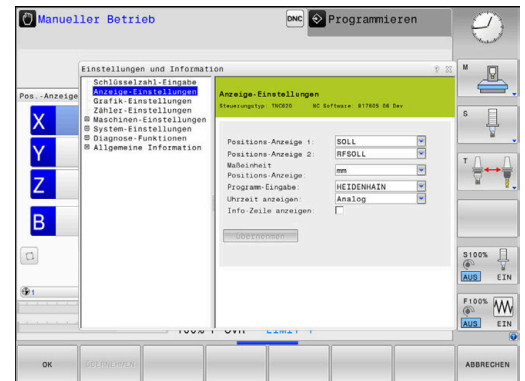 Manueller Betrieb
DNC
Programmieren
Einstellungen und Information
Schlüsselzahl-Eingabe
Anzeige-Einstellungen
Grafik-Einstellungen
Zähler-Einstellungen
Maschinen-Einstellungen
System-Einstellungen
Diagnose-Funktionen
Allgemeine Information
Pos.-Anzeige
X
Y
Z
B
1
Anzeige-Einstellungen
Steuerungstyp: TNC620 NC Software: 817605 06 Dev
Positions-Anzeige 1: SOLL
Positions-Anzeige 2: RFSOLL
Maßeinheit
Positions-Anzeige: mm
Programm-Eingabe: HEIDENHAIN
Uhrzeit anzeigen: Analog
Info-Zeile anzeigen:
Übernehmen
M
S
T
S100%
AUS EIN
F100%
AUS EIN
OK
ÜBERNEHMEN
ABBRECHEN